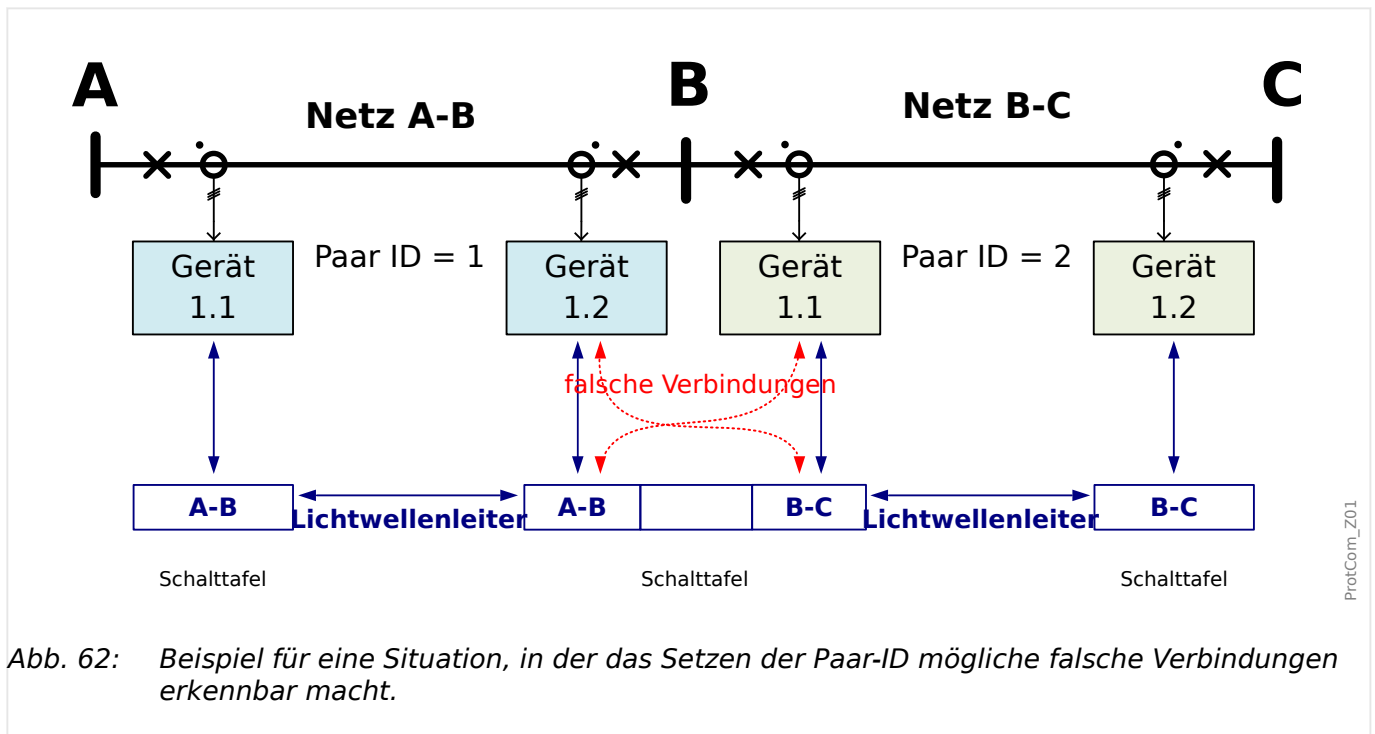 A
B
C
Netz A-B
Netz B-C
Gerät
1.1
Paar ID = 1
Gerät
1.2
Gerät
1.1
Paar ID = 2
Gerät
1.2
falsche Verbindungen
A-B
Lichtwellenleiter
A-B
B-C
Lichtwellenleiter
B-C
Schalttafel
Schalttafel
Schalttafel
ProtCom_Z01
Abb. 62: Beispiel für eine Situation, in der das Setzen der Paar-ID mögliche falsche Verbindungen
erkennbar macht.